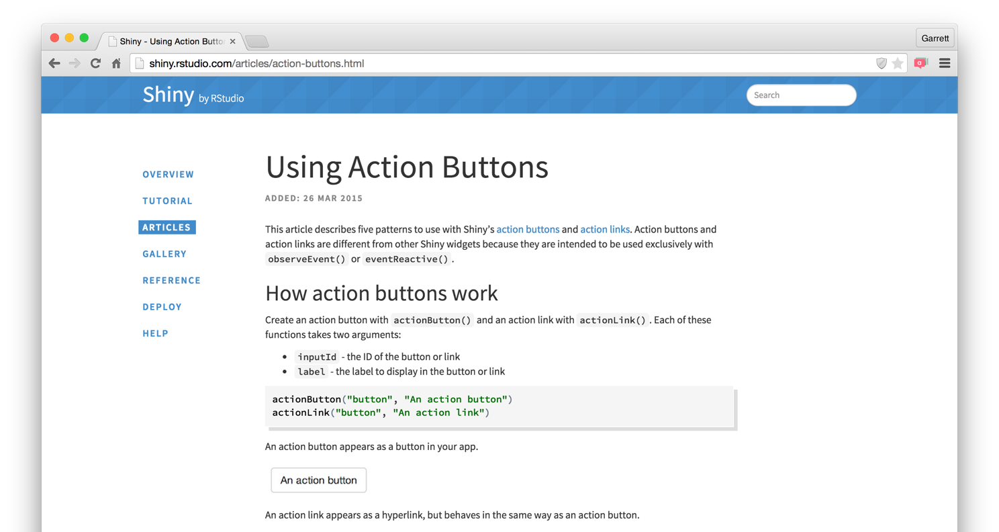 Shiny - Using Action Butto
Garrett
shiny.rstudio.com/articles/action-buttons.html
Shiny by RStudio
Search
OVERVIEW
TUTORIAL
ARTICLES
GALLERY
REFERENCE
DEPLOY
HELP
Using Action Buttons
ADDED: 26 MAR 2015
This article describes five patterns to use with Shiny’s action buttons and action links. Action buttons and
action links are different from other Shiny widgets because they are intended to be used exclusively with
observeEvent() or eventReactive().
How action buttons work
Create an action button with actionButton() and an action link with actionLink(). Each of these
functions takes two arguments:
• inputId - the ID of the button or link
• label - the label to display in the button or link
actionButton("button", "An action button")
actionLink("button", "An action link")
An action button appears as a button in your app.
An action button
An action link appears as a hyperlink, but behaves in the same way as an action button.